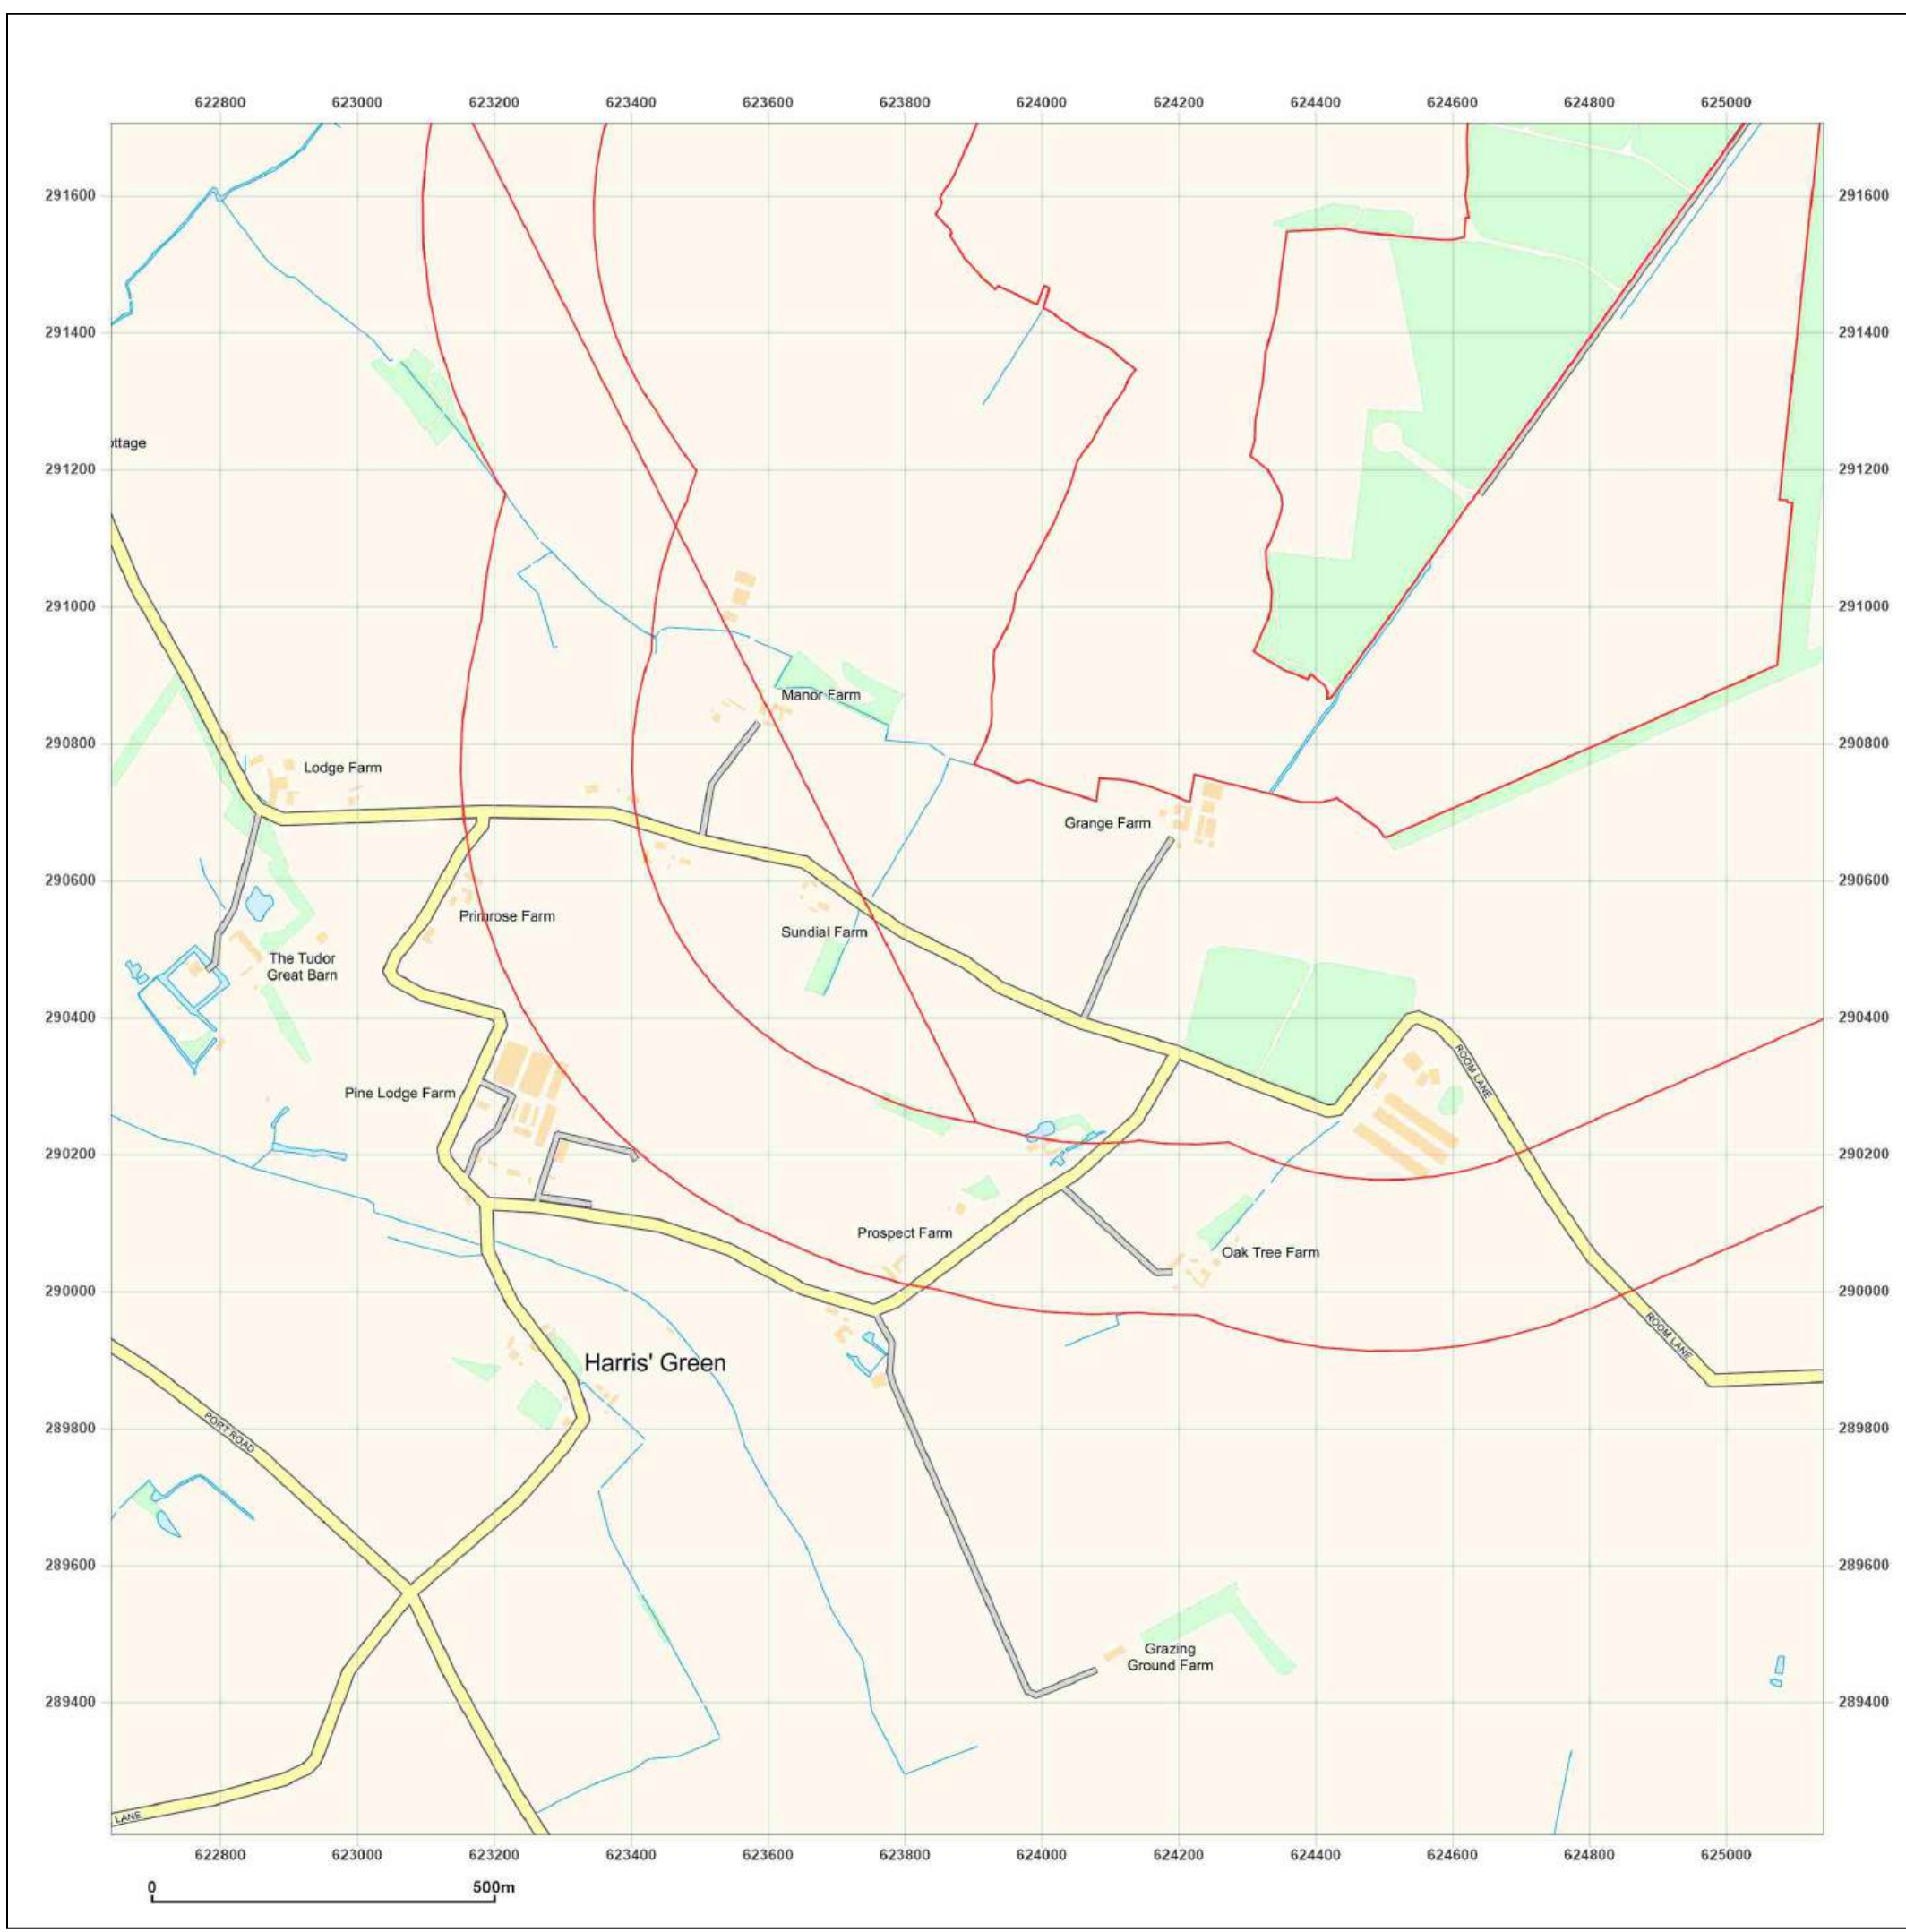 622800 623000 623200 623400 623600 623800 624000 624200 624400 624600 624800 625000
291600 291600
291400 291400
ottage
291200 291200
291000 291000
Manor Farm
290800 290800
Lodge Farm
Grange Farm
290600 290600
Primrose Farm
Sundial Farm
The Tudor
Great Barn
290400 290400
ROOM LANE
Pine Lodge Farm
290200 290200
Prospect Farm
Oak Tree Farm
290000 290000
ROOM LANE
Harris' Green
289800 289800
PORT ROAD
289600 289600
Grazing
Ground Farm
289400 289400
LANE
622800 623000 623200 623400 623600 623800 624000 624200 624400 624600 624800 625000
0 500m